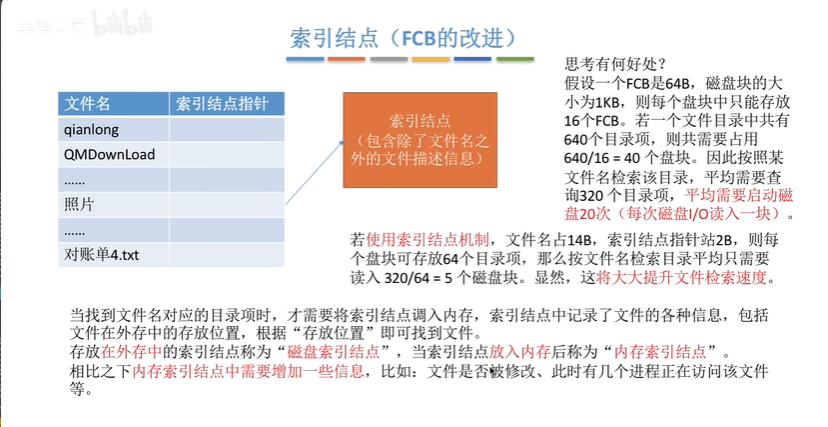 索引结点（FCB的改进）
思考有何好处？
假设一个FCB是64B，磁盘块的大
小为1KB，则每个盘块中只能存放
16个FCB。若一个文件目录中共有
640个目录项，则共需要占用
640/16 = 40 个盘块。因此按照某
文件名检索该目录，平均需要查
询320 个目录项，平均需要启动磁
盘20次（每次磁盘I/O读入一块）。
文件名 索引结点指针
qianlong
QMDownLoad
……
照片
……
对账单4.txt
索引结点
（包含除了文件名之
外的文件描述信息）
若使用索引结点机制，文件名占14B，索引结点指针站2B，则每
个盘块可存放64个目录项，那么按文件名检索目录平均只需要
读入 320/64 = 5 个磁盘块。显然，这将大大提升文件检索速度。
当找到文件名对应的目录项时，才需要将索引结点调入内存，索引结点中记录了文件的各种信息，包括
文件在外存中的存放位置，根据“存放位置”即可找到文件。
存放在外存中的索引结点称为“磁盘索引结点”，当索引结点放入内存后称为“内存索引结点”。
相比之下内存索引结点中需要增加一些信息，比如：文件是否被修改、此时有几个进程正在访问该文件
等。